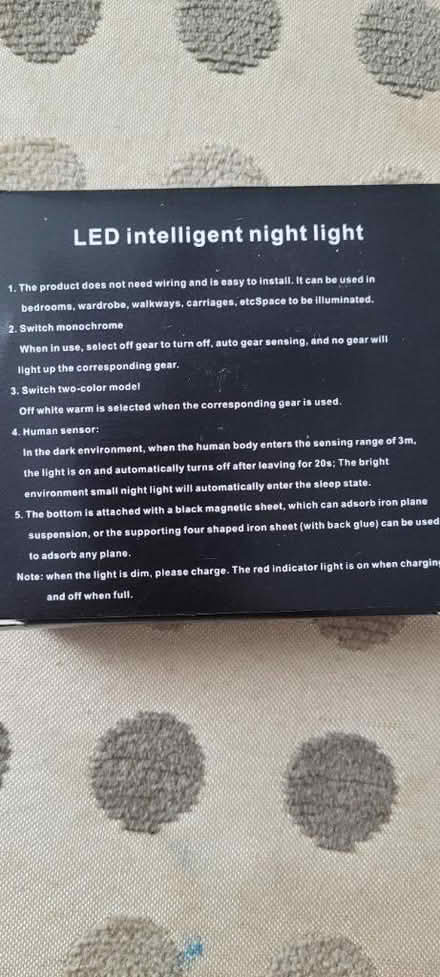 LED intelligent night light
1. The product does not need wiring and is easy to install. It can be used in
bedrooms, wardrobe, walkways, carriages, etcSpace to be illuminated.
2. Switch monochrome
When in use, select off gear to turn off, auto gear sensing, and no gear will
light up the corresponding gear.
3. Switch two-color model
Off white warm is selected when the corresponding gear is used.
4. Human sensor:
In the dark environment, when the human body enters the sensing range of 3m,
the light is on and automatically turns off after leaving for 20s; The bright
environment small night light will automatically enter the sleep state.
5. The bottom is attached with a black magnetic sheet, which can adsorb iron plane
suspension, or the supporting four shaped iron sheet (with back glue) can be used
to adsorb any plane.
Note: when the light is dim, please charge. The red indicator light is on when charging
and off when full.